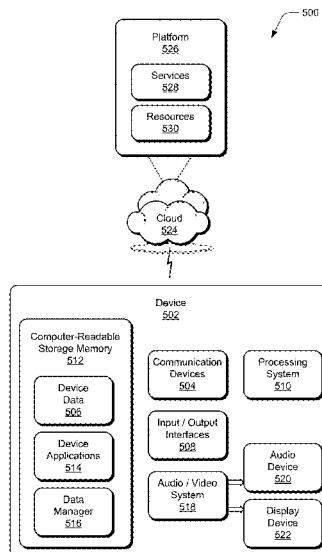 500
Platform
526
Services
528
Resources
530
Cloud
524
Device
502
Computer-Readable
Storage Memory
512
Device
Data
506
Device
Applications
514
Data
Manager
516
Communication
Devices
504
Processing
System
510
Input / Output
Interfaces
508
Audio / Video
System
518
Audio
Device
520
Display
Device
522